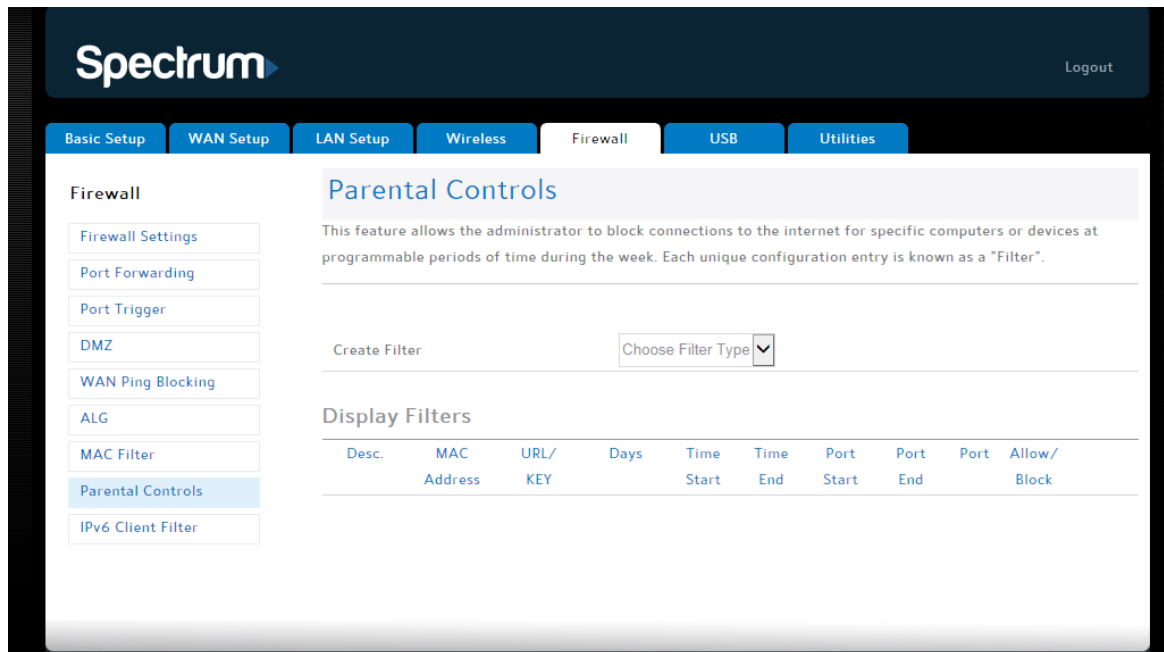 Spectrum
Logout
Basic Setup WAN Setup LAN Setup Wireless Firewall USB Utilities
Firewall
Firewall Settings
Port Forwarding
Port Trigger
DMZ
WAN Ping Blocking
ALG
MAC Filter
Parental Controls
IPv6 Client Filter
Parental Controls
This feature allows the administrator to block connections to the internet for specific computers or devices at
programmable periods of time during the week. Each unique configuration entry is known as a "Filter".
Create Filter Choose Filter Type
Display Filters
Desc. MAC URL/ Days Time Time Port Port Port Allow/
Address KEY Start End Start End Block